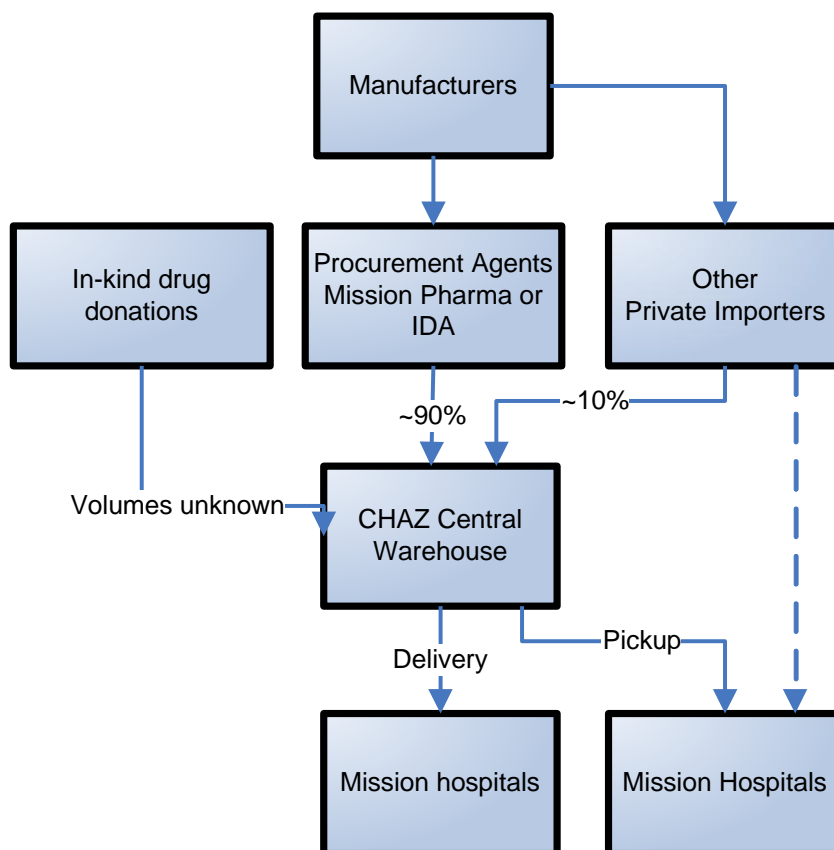 Manufacturers
In-kind drug
donations
Procurement Agents
Mission Pharma or
IDA
Other
Private Importers
~90%
~10%
Volumes unknown
CHAZ Central
Warehouse
Delivery
Pickup
Mission hospitals
Mission Hospitals